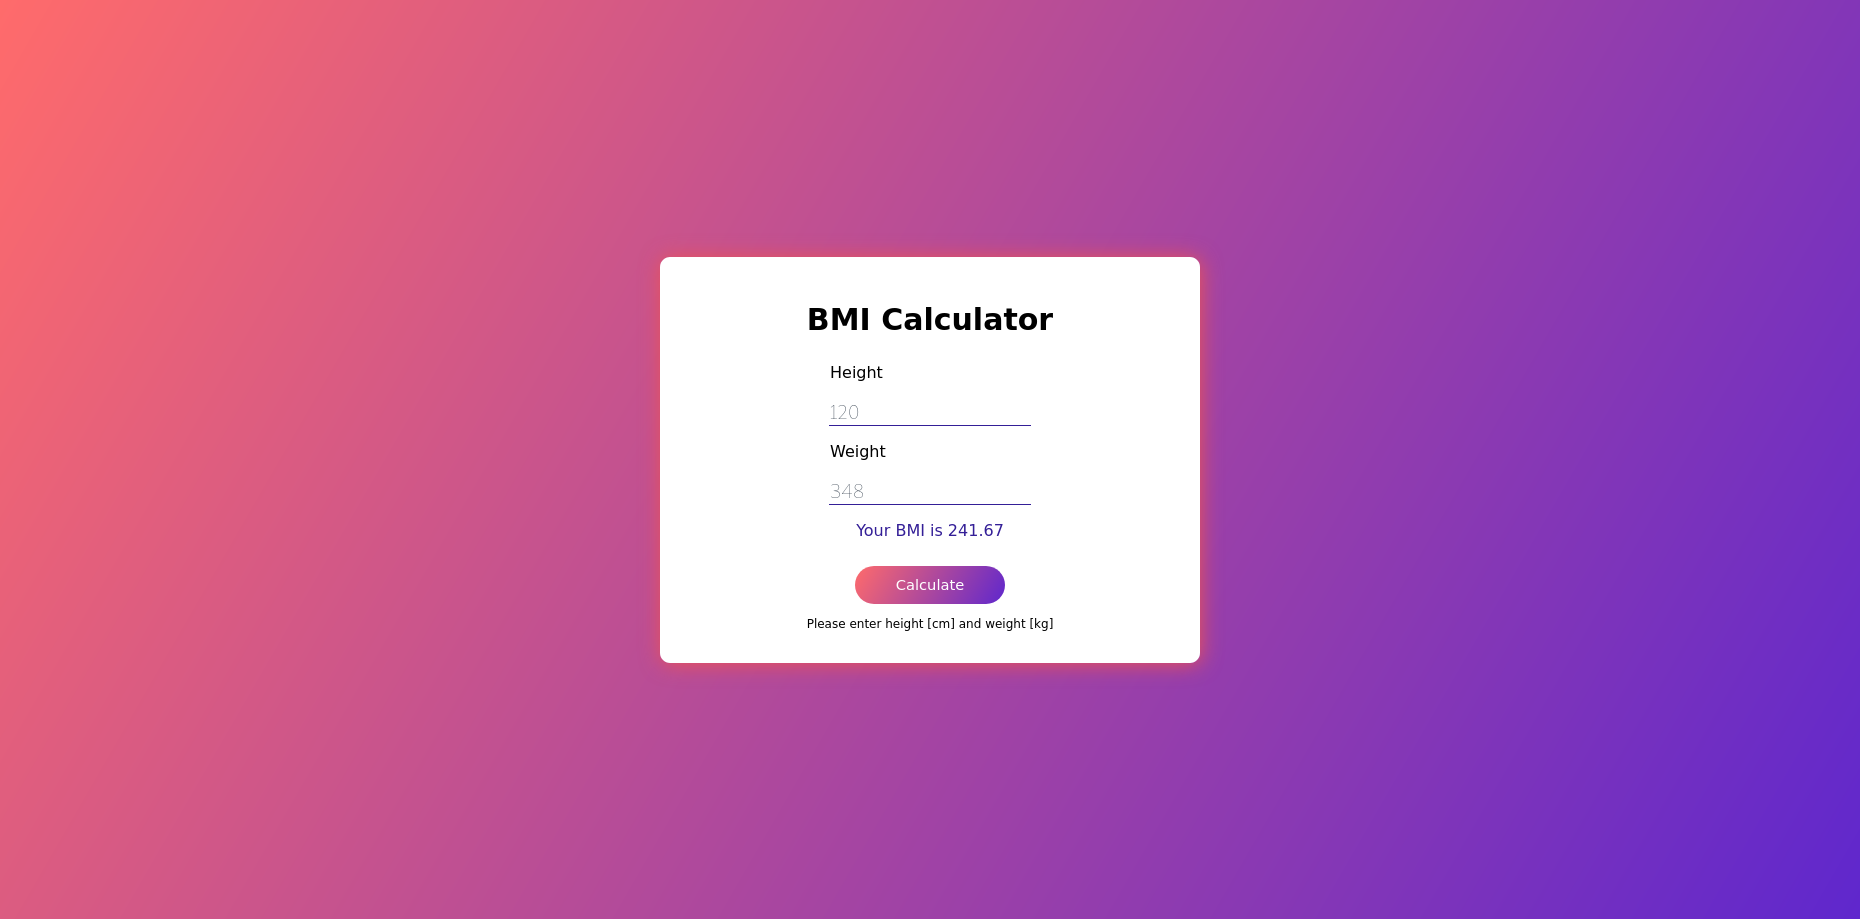 BMI Calculator
Height
120
Weight
348
Your BMI is 241.67
Calculate
Please enter height [cm] and weight [kg]